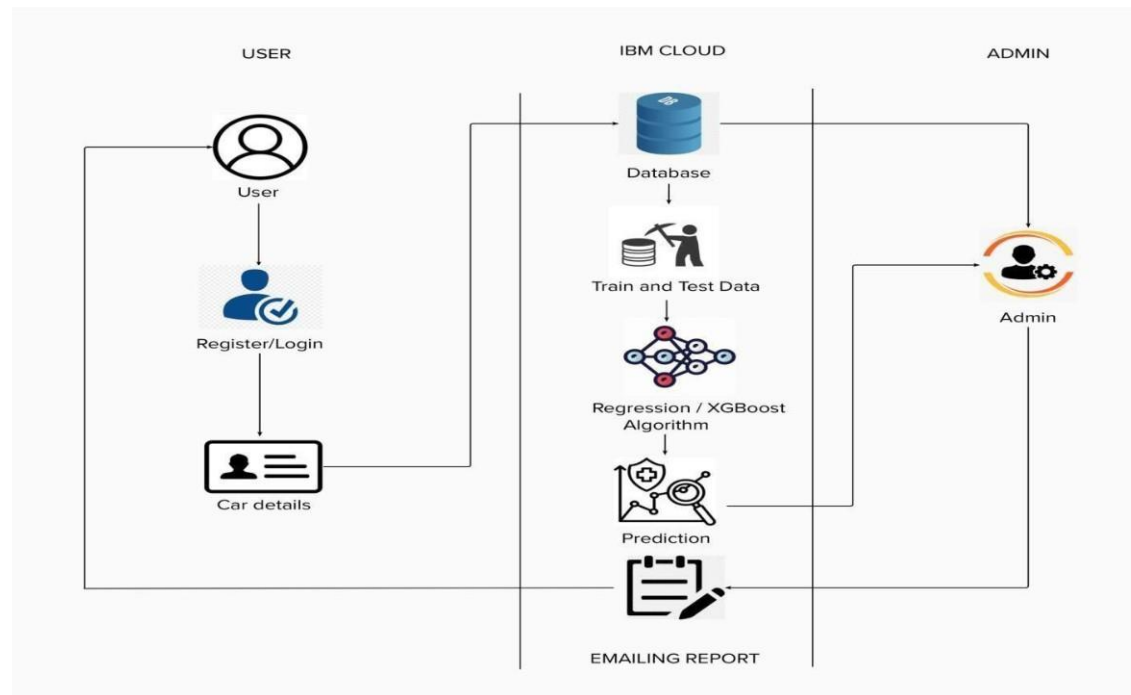 USER
IBM CLOUD
ADMIN
User
Register/Login
Car details
Database
Train and Test Data
Regression / XGBoost
Algorithm
Prediction
EMAILING REPORT
Admin